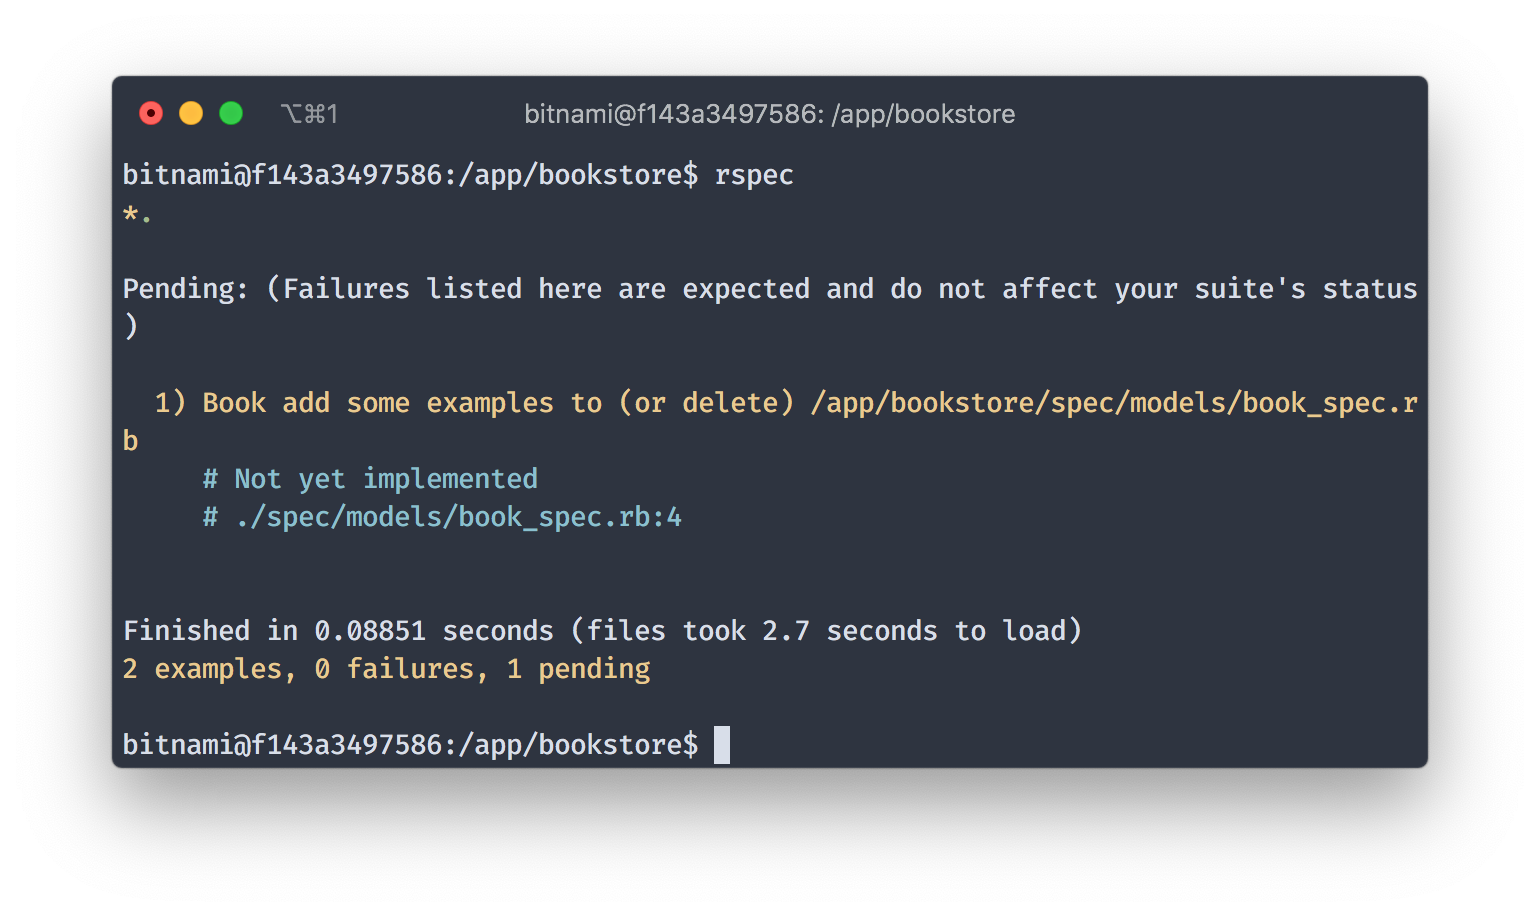 ⌥⌘1 bitnami@f143a3497586: /app/bookstore
bitnami@f143a3497586:/app/bookstore$ rspec
*.
Pending: (Failures listed here are expected and do not affect your suite's status
)
1) Book add some examples to (or delete) /app/bookstore/spec/models/book_spec.r
b
# Not yet implemented
# ./spec/models/book_spec.rb:4
Finished in 0.08851 seconds (files took 2.7 seconds to load)
2 examples, 0 failures, 1 pending
bitnami@f143a3497586:/app/bookstore$